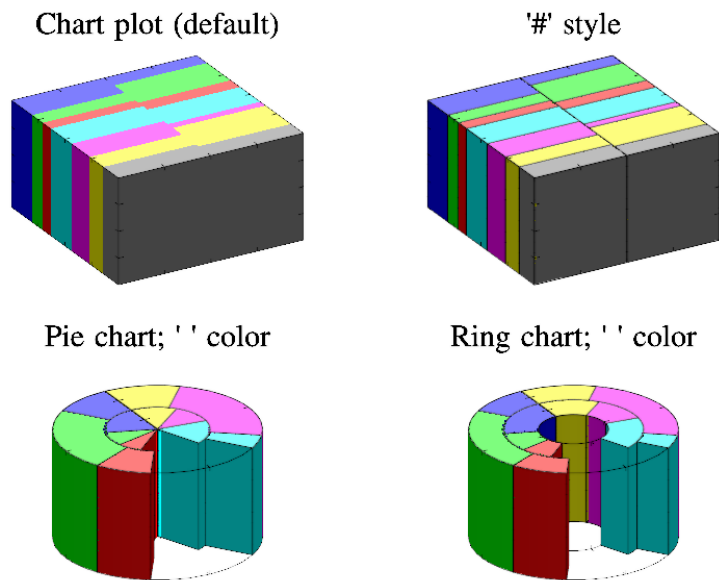 Chart plot (default)
'#' style
Pie chart; ' ' color
Ring chart; ' ' color